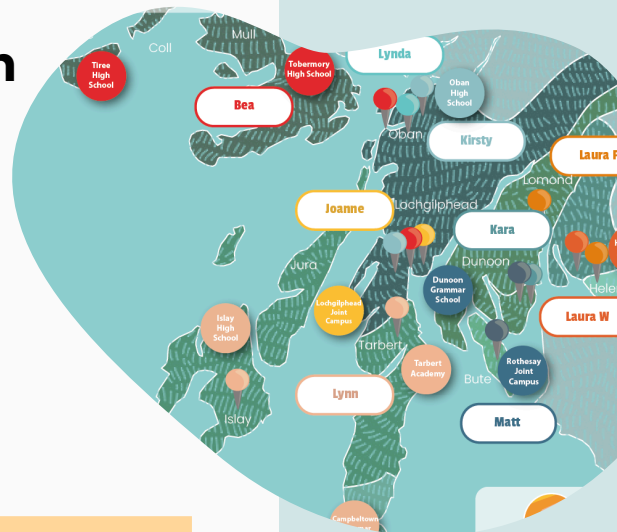 n
Coll
Mull
Tiree
High
School
Tobermory
High School
Lynda
Oban
High
School
Bea
Oban
Kirsty
Laura
Lomond
Joanne
Lochgilphead
Kara
Jura
Dunoon
Dunoon
Grammar
School
Lochgilphead
Joint
Campus
Islay
High
School
Laura W
Tarbert
Tarbert
Academy
Rothesay
Joint
Campus
Bute
Lynn
Islay
Matt
Campbeltown